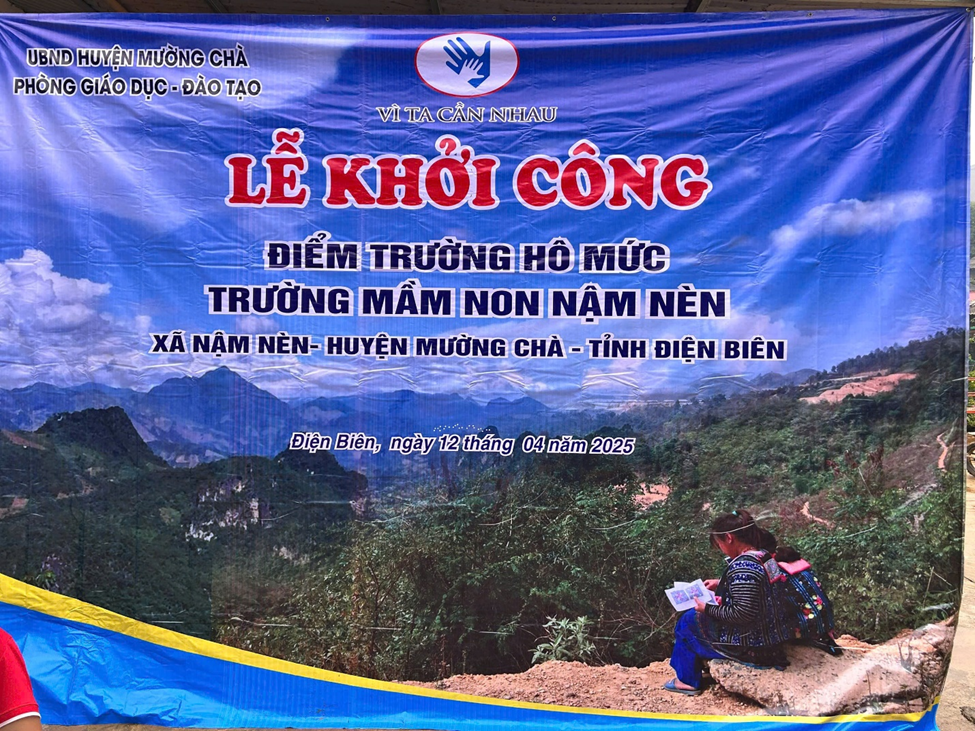 UBND HUYỆN MƯỜNG CHÀ
PHÒNG GIÁO DỤC - ĐÀO TẠO
VÌ TA CẦN NHAU
LỄ KHỞI CÔNG
ĐIỂM TRƯỜNG HÔ MỨC
TRƯỜNG MẦM NON NẬM NÈN
XÃ NẬM NÈN- HUYỆN MƯỜNG CHÀ - TỈNH ĐIỆN BIÊN
Điện Biên, ngày 12 tháng 04 năm 2025